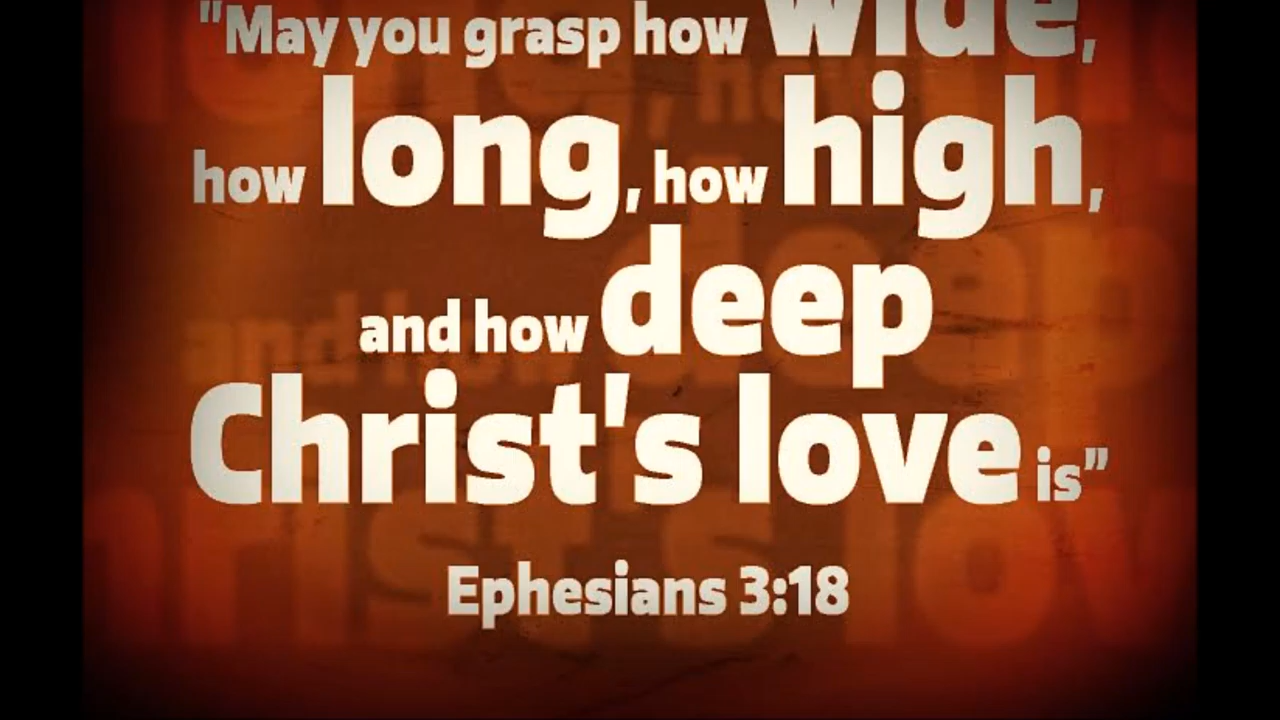 "May you grasp how wide,
how long, how high,
and how deep
Christ's love is”
Ephesians 3:18